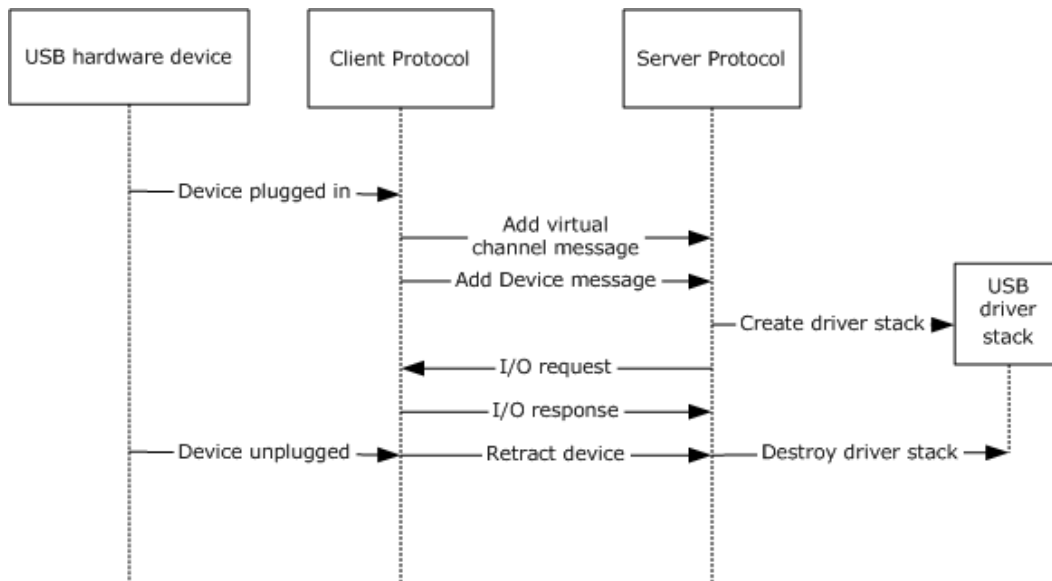 USB hardware device
Client Protocol
Server Protocol
Device plugged in
Add virtual
channel message
Add Device message
USB
driver
stack
Create driver stack
I/O request
I/O response
Device unplugged
Retract device
Destroy driver stack